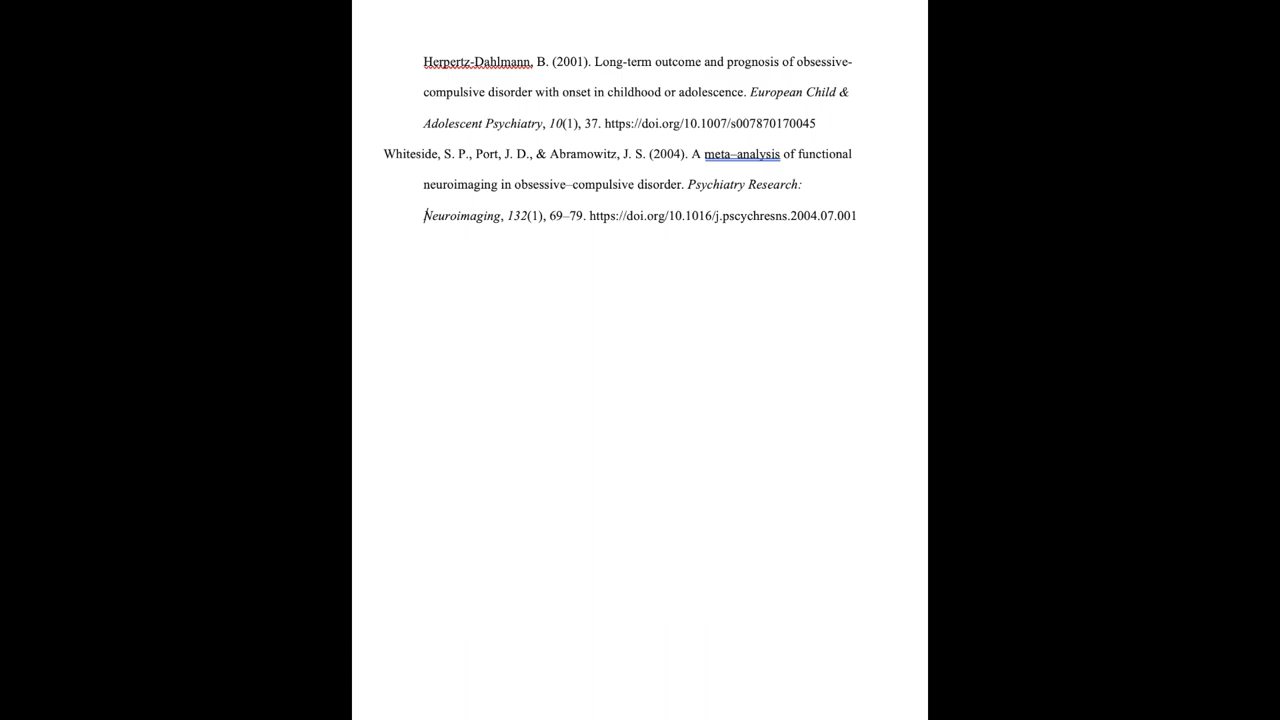 Herpertz-Dahlmann, B. (2001). Long-term outcome and prognosis of obsessive-
compulsive disorder with onset in childhood or adolescence. European Child &
Adolescent Psychiatry, 10(1), 37. https://doi.org/10.1007/s007870170045
Whiteside, S. P., Port, J. D., & Abramowitz, J. S. (2004). A meta–analysis of functional
neuroimaging in obsessive–compulsive disorder. Psychiatry Research:
Neuroimaging, 132(1), 69–79. https://doi.org/10.1016/j.pscychresns.2004.07.001